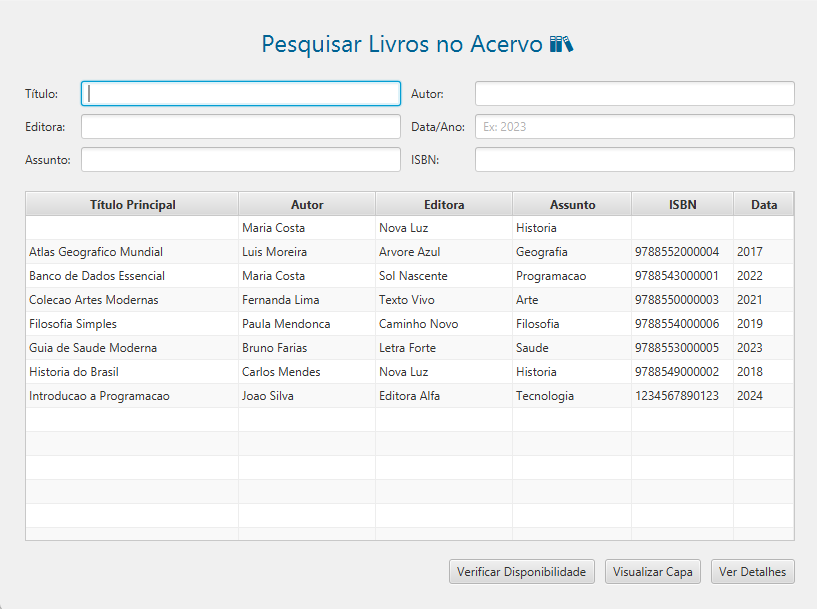 Pesquisar Livros no Acervo
Título: Autor:
Editora: Data/Ano: Ex: 2023
Assunto: ISBN:
Título Principal Autor Editora Assunto ISBN Data
Maria Costa Nova Luz Historia
Atlas Geografico Mundial Luis Moreira Arvore Azul Geografia 9788552000004 2017
Banco de Dados Essencial Maria Costa Sol Nascente Programacao 9788543000001 2022
Colecao Artes Modernas Fernanda Lima Texto Vivo Arte 9788550000003 2021
Filosofia Simples Paula Mendonca Caminho Novo Filosofia 9788554000006 2019
Guia de Saude Moderna Bruno Farias Letra Forte Saude 9788553000005 2023
Historia do Brasil Carlos Mendes Nova Luz Historia 9788549000002 2018
Introducao a Programacao Joao Silva Editora Alfa Tecnologia 1234567890123 2024
Verificar Disponibilidade Visualizar Capa Ver Detalhes